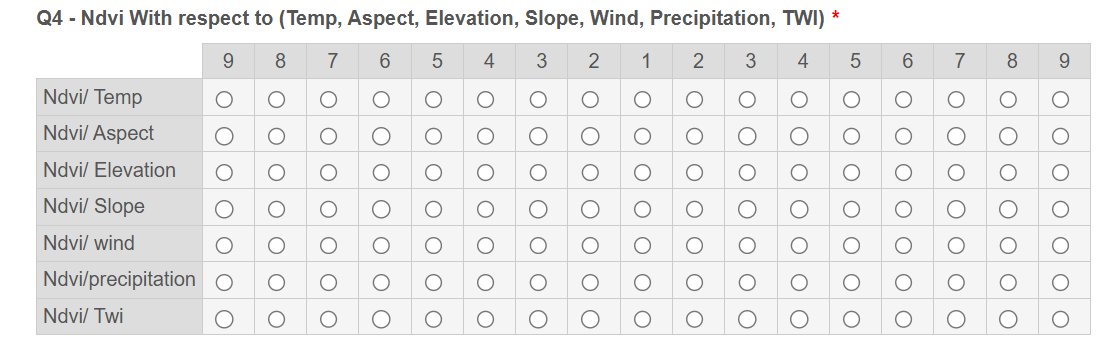 Q4 - Ndvi With respect to (Temp, Aspect, Elevation, Slope, Wind, Precipitation, TWI) *
9 8 7 6 5 4 3 2 1 2 3 4 5 6 7 8 9
Ndvi/ Temp
Ndvi/ Aspect
Ndvi/ Elevation
Ndvi/ Slope
Ndvi/ wind
Ndvi/precipitation
Ndvi/ Twi